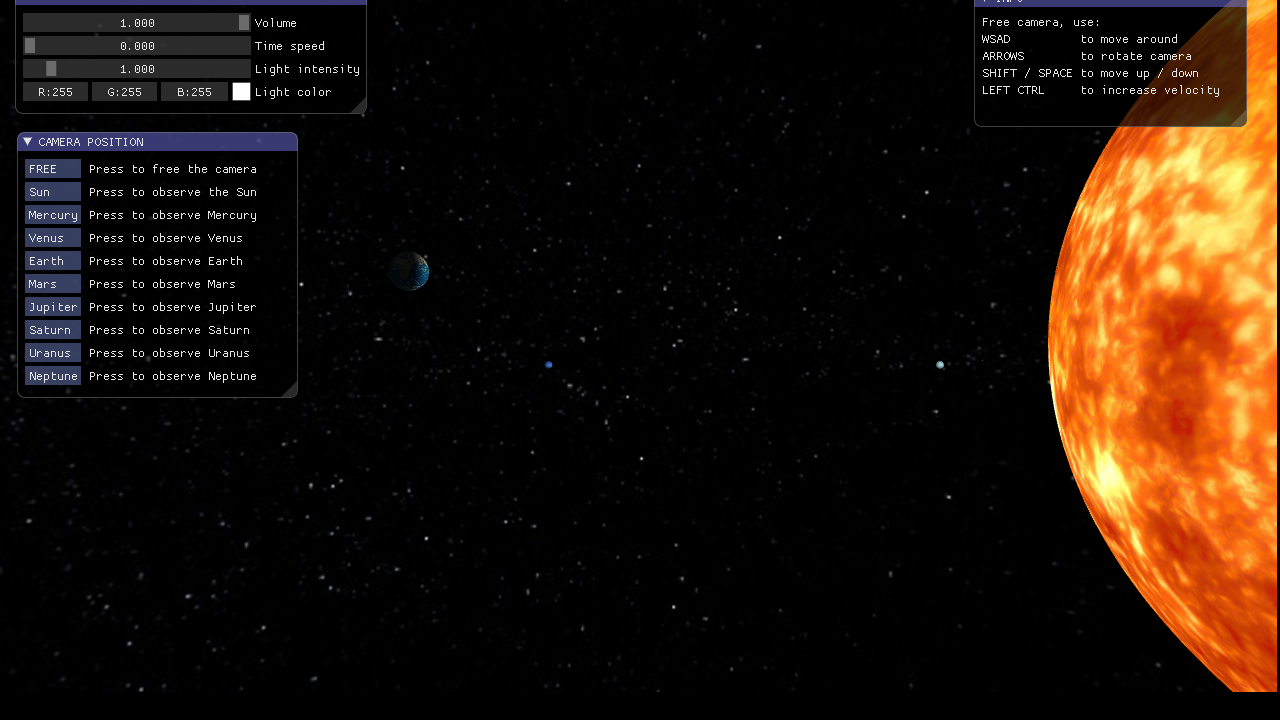 1.000 Volume
0.000 Time speed
1.000 Light intensity
R:255 G:255 B:255 Light color
CAMERA POSITION
FREE Press to free the camera
Sun Press to observe the Sun
Mercury Press to observe Mercury
Venus Press to observe Venus
Earth Press to observe Earth
Mars Press to observe Mars
Jupiter Press to observe Jupiter
Saturn Press to observe Saturn
Uranus Press to observe Uranus
Neptune Press to observe Neptune
Free camera, use:
WSAD to move around
ARROWS to rotate camera
SHIFT / SPACE to move up / down
LEFT CTRL to increase velocity